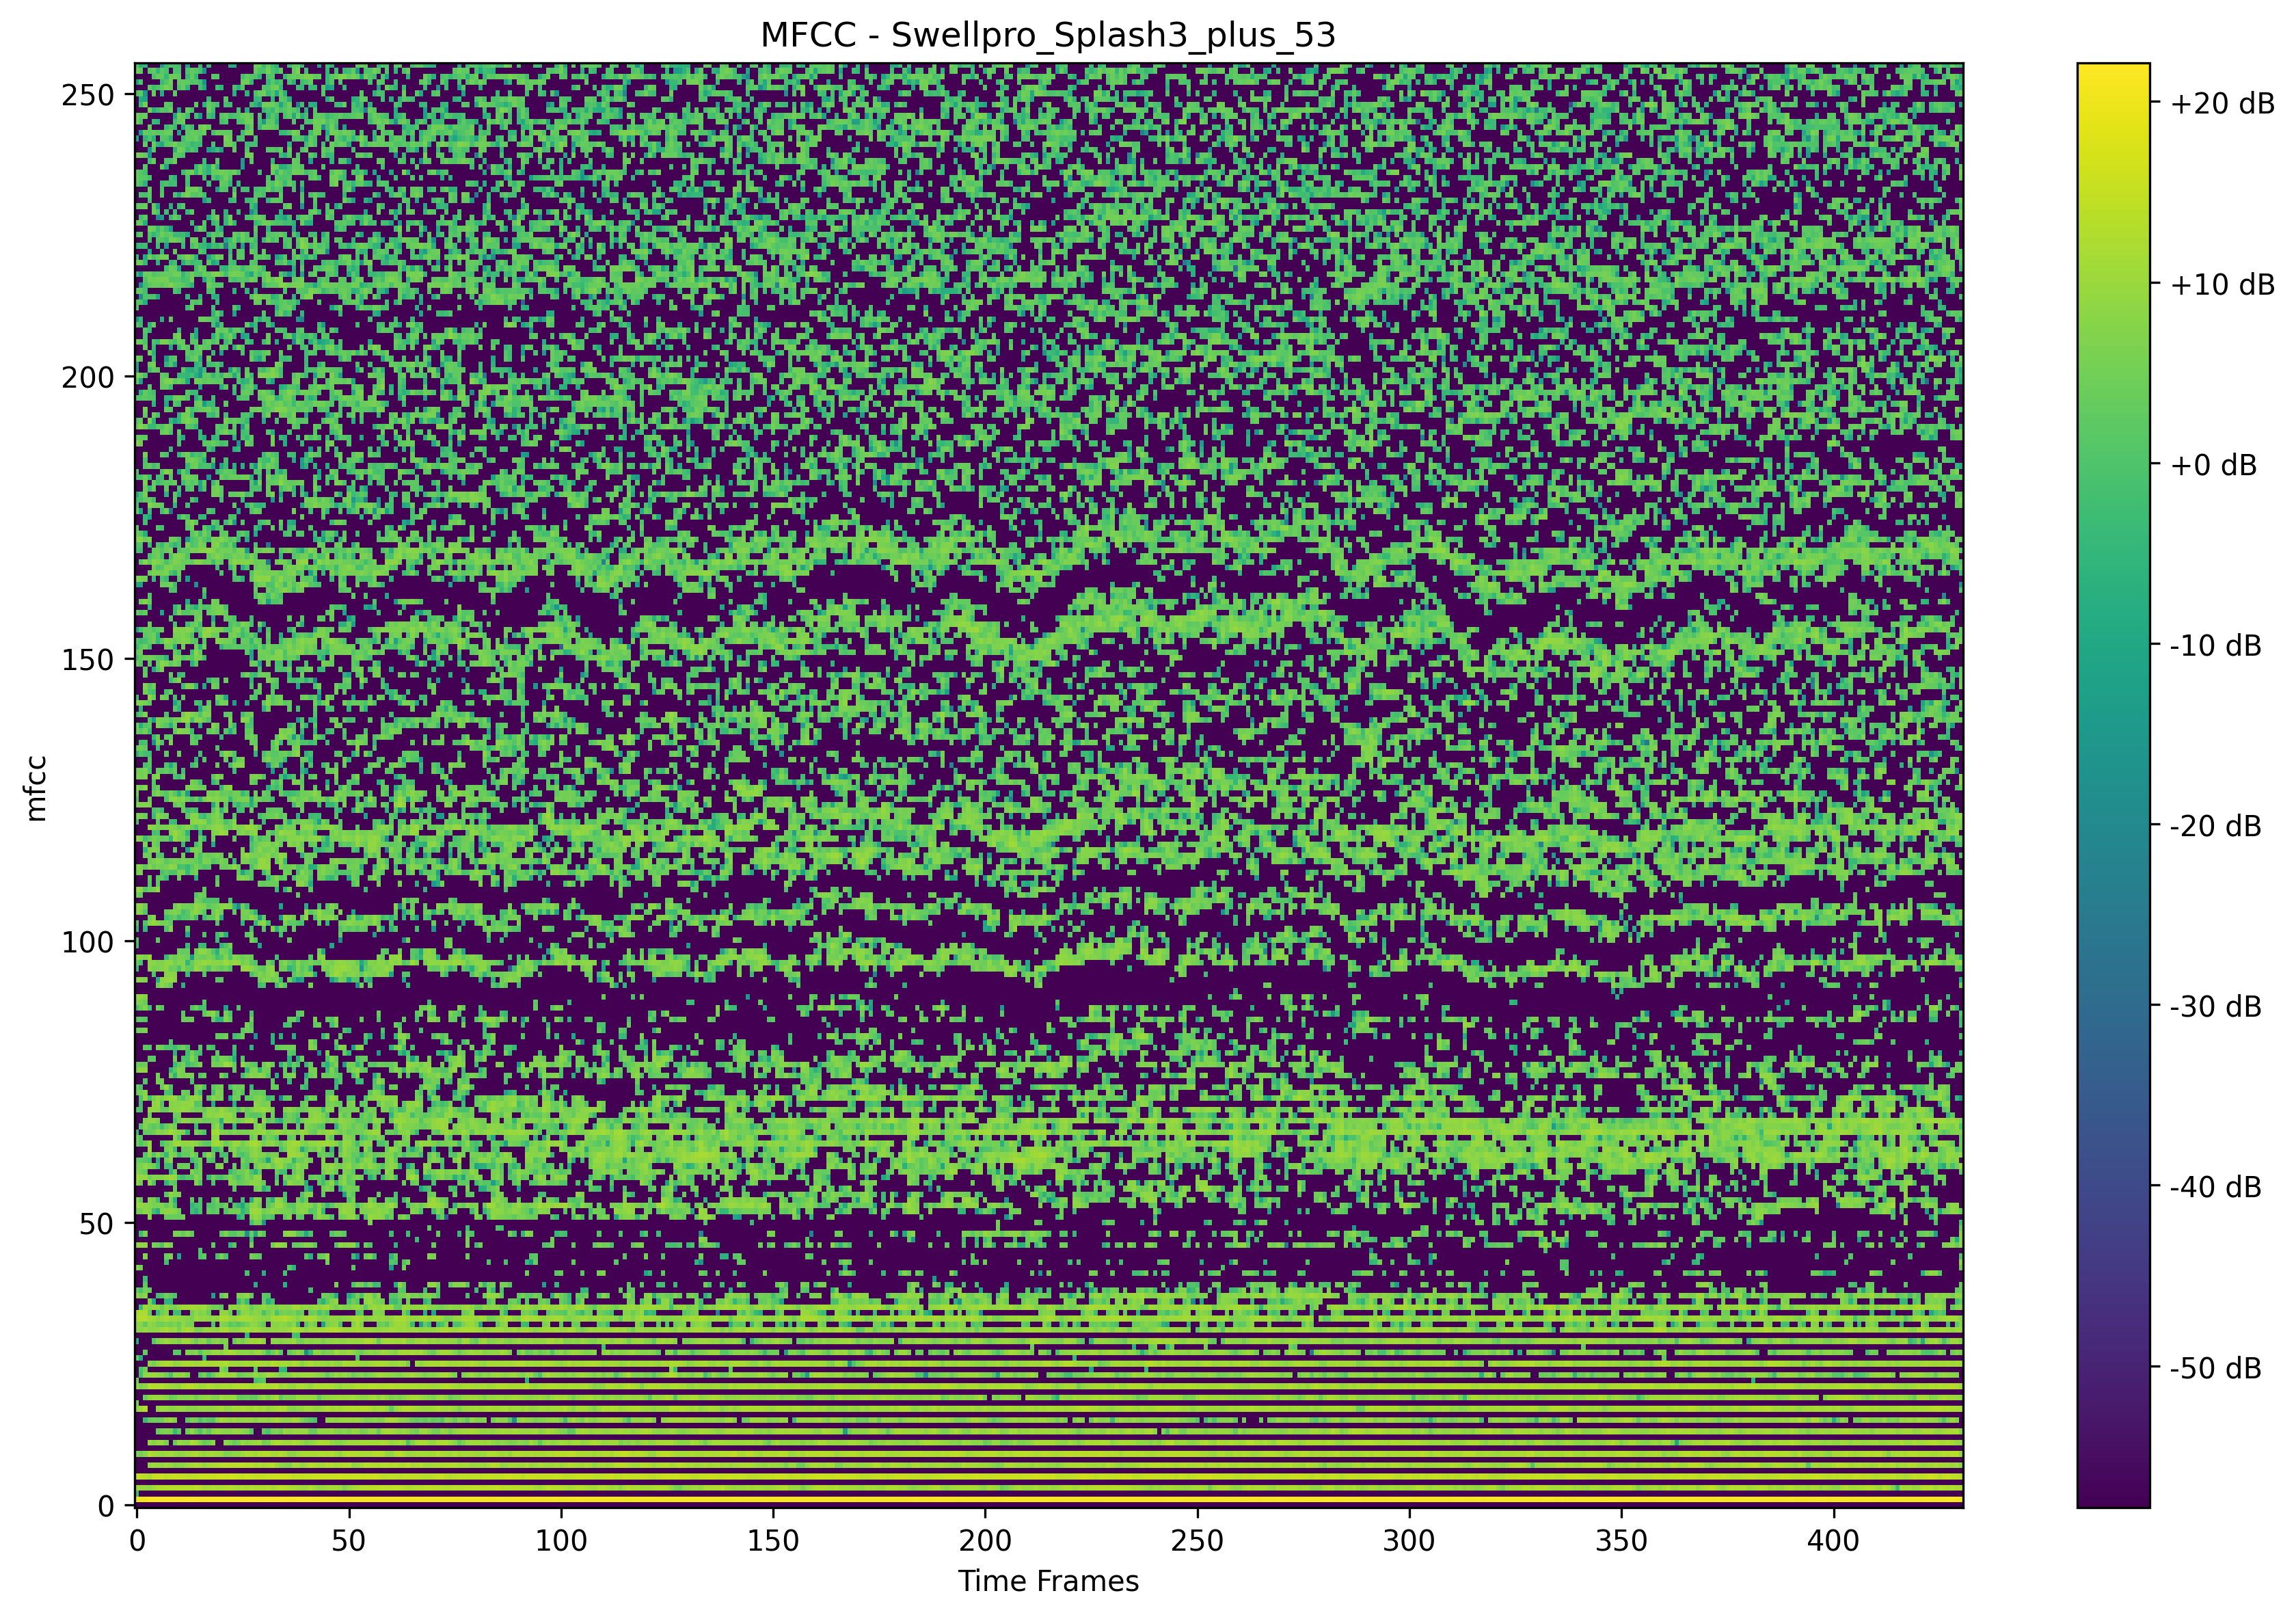 MFCC - Swellpro_Splash3_plus_53
250
200
150
100
50
0
mfcc
0 50 100 150 200 250 300 350 400
Time Frames
+20 dB
+10 dB
+0 dB
-10 dB
-20 dB
-30 dB
-40 dB
-50 dB